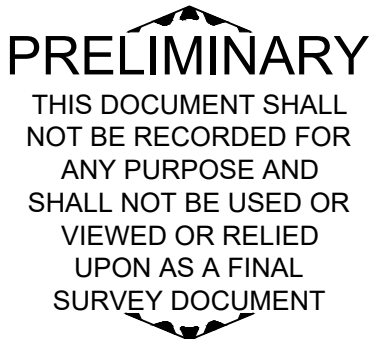 PRELIMINARY
THIS DOCUMENT SHALL
NOT BE RECORDED FOR
ANY PURPOSE AND
SHALL NOT BE USED OR
VIEWED OR RELIED
UPON AS A FINAL
SURVEY DOCUMENT